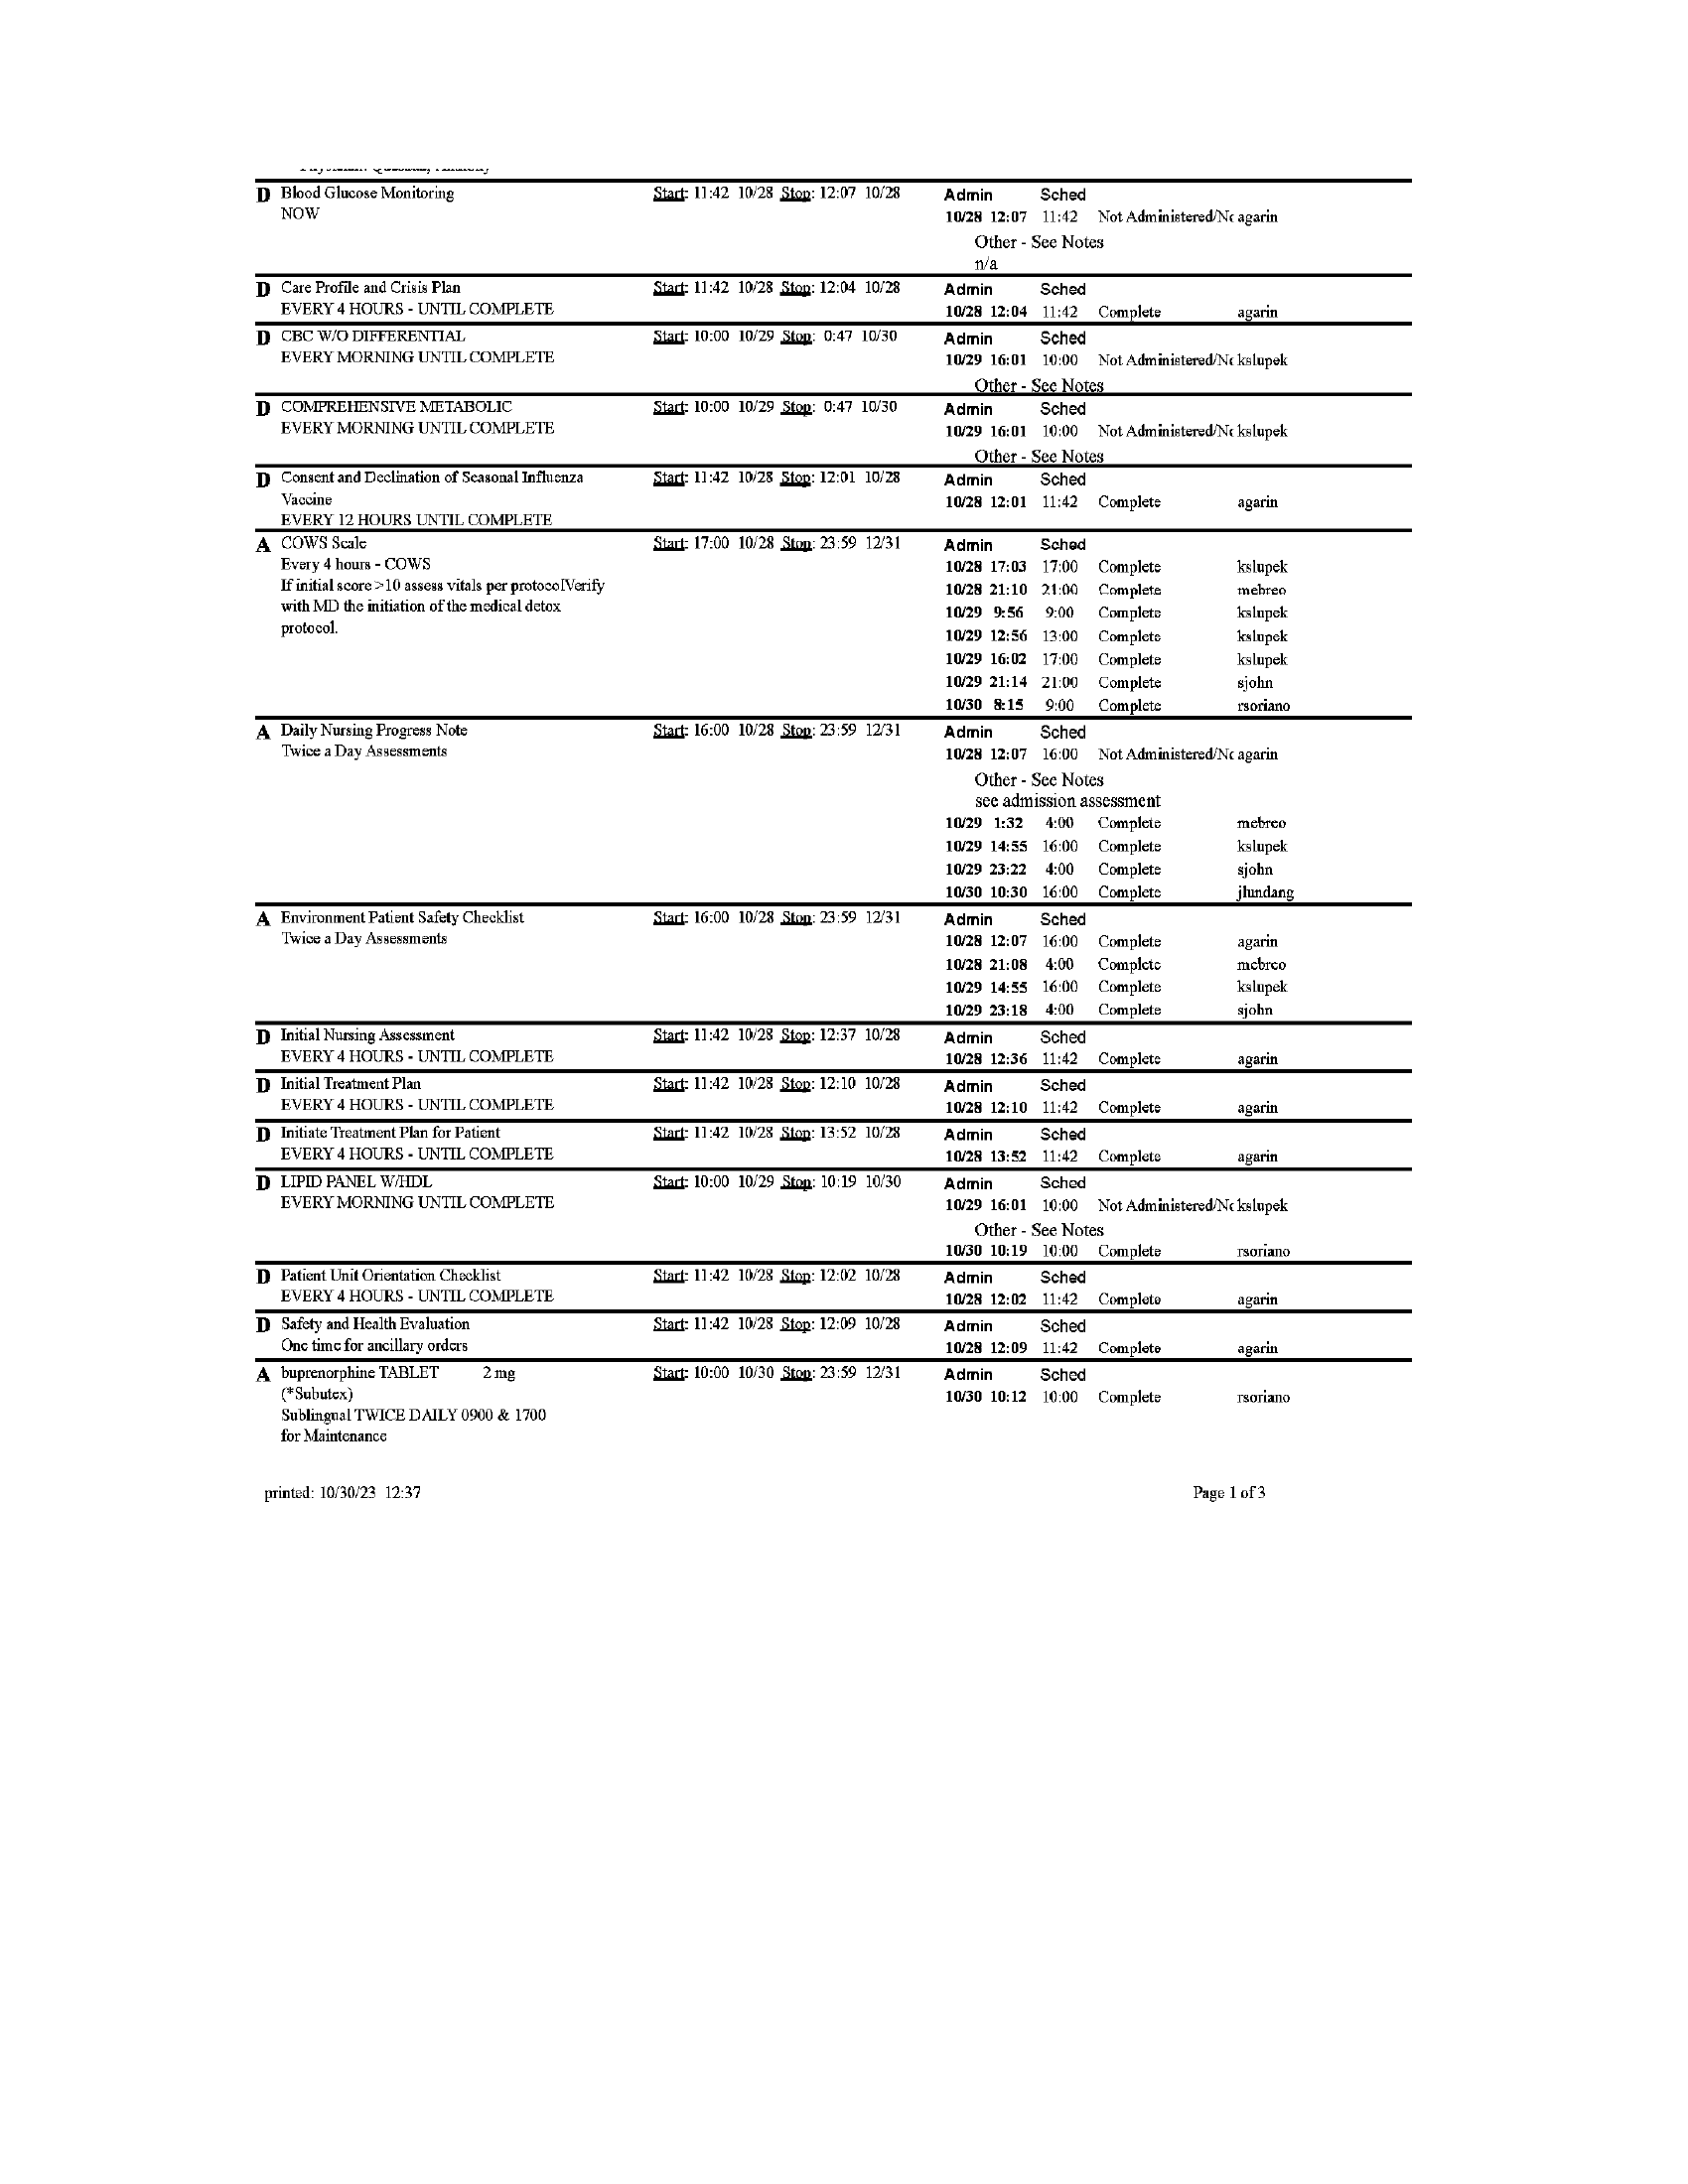 D Blood Glucose Monitoring Start: 11:42 10/28 Stop: 12:07 10/28 Admin Sched
NOW 10/28 12:07 11:42 Not Administered/Nc agarin
Other - See Notes
n/a
D Care Profile and Crisis Plan Start: 11:42 10/28 Stop: 12:04 10/28 Admin Sched
EVERY 4 HOURS - UNTIL COMPLETE 10/28 12:04 11:42 Complete agarin
D CBC W/O DIFFERENTIAL Start: 10:00 10/29 Stop: 0:47 10/30 Admin Sched
EVERY MORNING UNTIL COMPLETE 10/29 16:01 10:00 Not Administered/Nc kslupek
Other - See Notes
D COMPREHENSIVE METABOLIC Start: 10:00 10/29 Stop: 0:47 10/30 Admin Sched
EVERY MORNING UNTIL COMPLETE 10/29 16:01 10:00 Not Administered/Nc kslupek
Other - See Notes
D Consent and Declination of Seasonal Influenza Start: 11:42 10/28 Stop: 12:01 10/28 Admin Sched
Vaccine 10/28 12:01 11:42 Complete agarin
EVERY 12 HOURS UNTIL COMPLETE
A COWS Scale Start: 17:00 10/28 Stop: 23:59 12/31 Admin Sched
Every 4 hours - COWS 10/28 17:03 17:00 Complete kslupek
If initial score >10 assess vitals per protocolVerify 10/28 21:10 21:00 Complete mebreo
with MD the initiation of the medical detox 10/29 9:56 9:00 Complete kslupek
protocol. 10/29 12:56 13:00 Complete kslupek
10/29 16:02 17:00 Complete kslupek
10/29 21:14 21:00 Complete sjohn
10/30 8:15 9:00 Complete rsoriano
A Daily Nursing Progress Note Start: 16:00 10/28 Stop: 23:59 12/31 Admin Sched
Twice a Day Assessments 10/28 12:07 16:00 Not Administered/Nc agarin
Other - See Notes
see admission assessment
10/29 1:32 4:00 Complete mebreo
10/29 14:55 16:00 Complete kslupek
10/29 23:22 4:00 Complete sjohn
10/30 10:30 16:00 Complete jlundang
A Environment Patient Safety Checklist Start: 16:00 10/28 Stop: 23:59 12/31 Admin Sched
Twice a Day Assessments 10/28 12:07 16:00 Complete agarin
10/28 21:08 4:00 Complete mebreo
10/29 14:55 16:00 Complete kslupek
10/29 23:18 4:00 Complete sjohn
D Initial Nursing Assessment Start: 11:42 10/28 Stop: 12:37 10/28 Admin Sched
EVERY 4 HOURS - UNTIL COMPLETE 10/28 12:36 11:42 Complete agarin
D Initial Treatment Plan Start: 11:42 10/28 Stop: 12:10 10/28 Admin Sched
EVERY 4 HOURS - UNTIL COMPLETE 10/28 12:10 11:42 Complete agarin
D Initiate Treatment Plan for Patient Start: 11:42 10/28 Stop: 13:52 10/28 Admin Sched
EVERY 4 HOURS - UNTIL COMPLETE 10/28 13:52 11:42 Complete agarin
D LIPID PANEL W/HDL Start: 10:00 10/29 Stop: 10:19 10/30 Admin Sched
EVERY MORNING UNTIL COMPLETE 10/29 16:01 10:00 Not Administered/Nc kslupek
Other - See Notes
10/30 10:19 10:00 Complete rsoriano
D Patient Unit Orientation Checklist Start: 11:42 10/28 Stop: 12:02 10/28 Admin Sched
EVERY 4 HOURS - UNTIL COMPLETE 10/28 12:02 11:42 Complete agarin
D Safety and Health Evaluation Start: 11:42 10/28 Stop: 12:09 10/28 Admin Sched
One time for ancillary orders 10/28 12:09 11:42 Complete agarin
A buprenorphine TABLET 2 mg Start: 10:00 10/30 Stop: 23:59 12/31 Admin Sched
(*Subutex) 10/30 10:12 10:00 Complete rsoriano
Sublingual TWICE DAILY 0900 & 1700
for Maintenance
printed: 10/30/23 12:37 Page 1 of 3